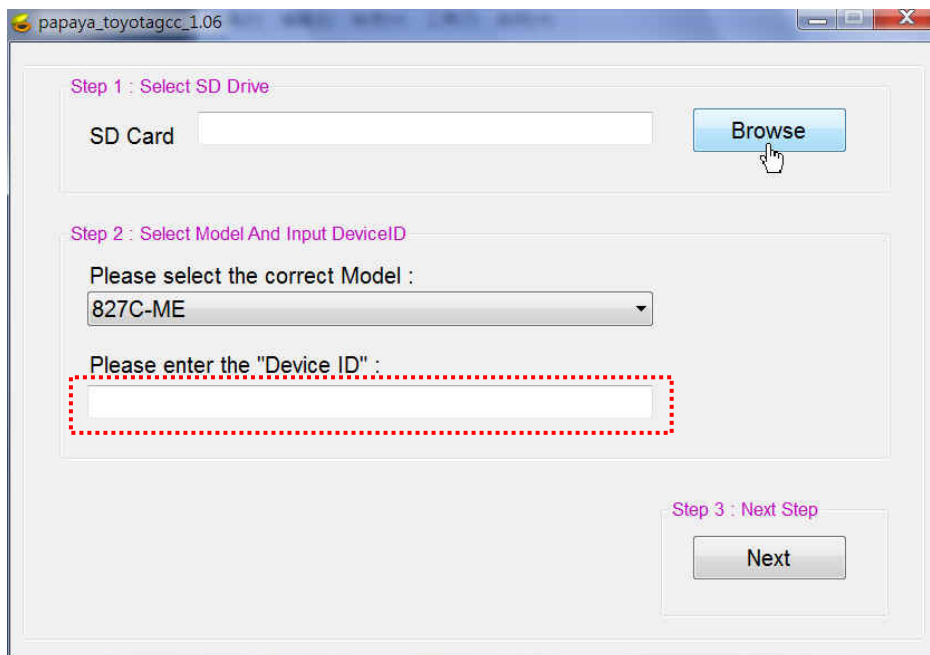 papaya_toyotagcc_1.06
Step 1 : Select SD Drive
SD Card
Browse
Step 2 : Select Model And Input DeviceID
Please select the correct Model :
827C-ME
Please enter the "Device ID" :
Step 3 : Next Step
Next